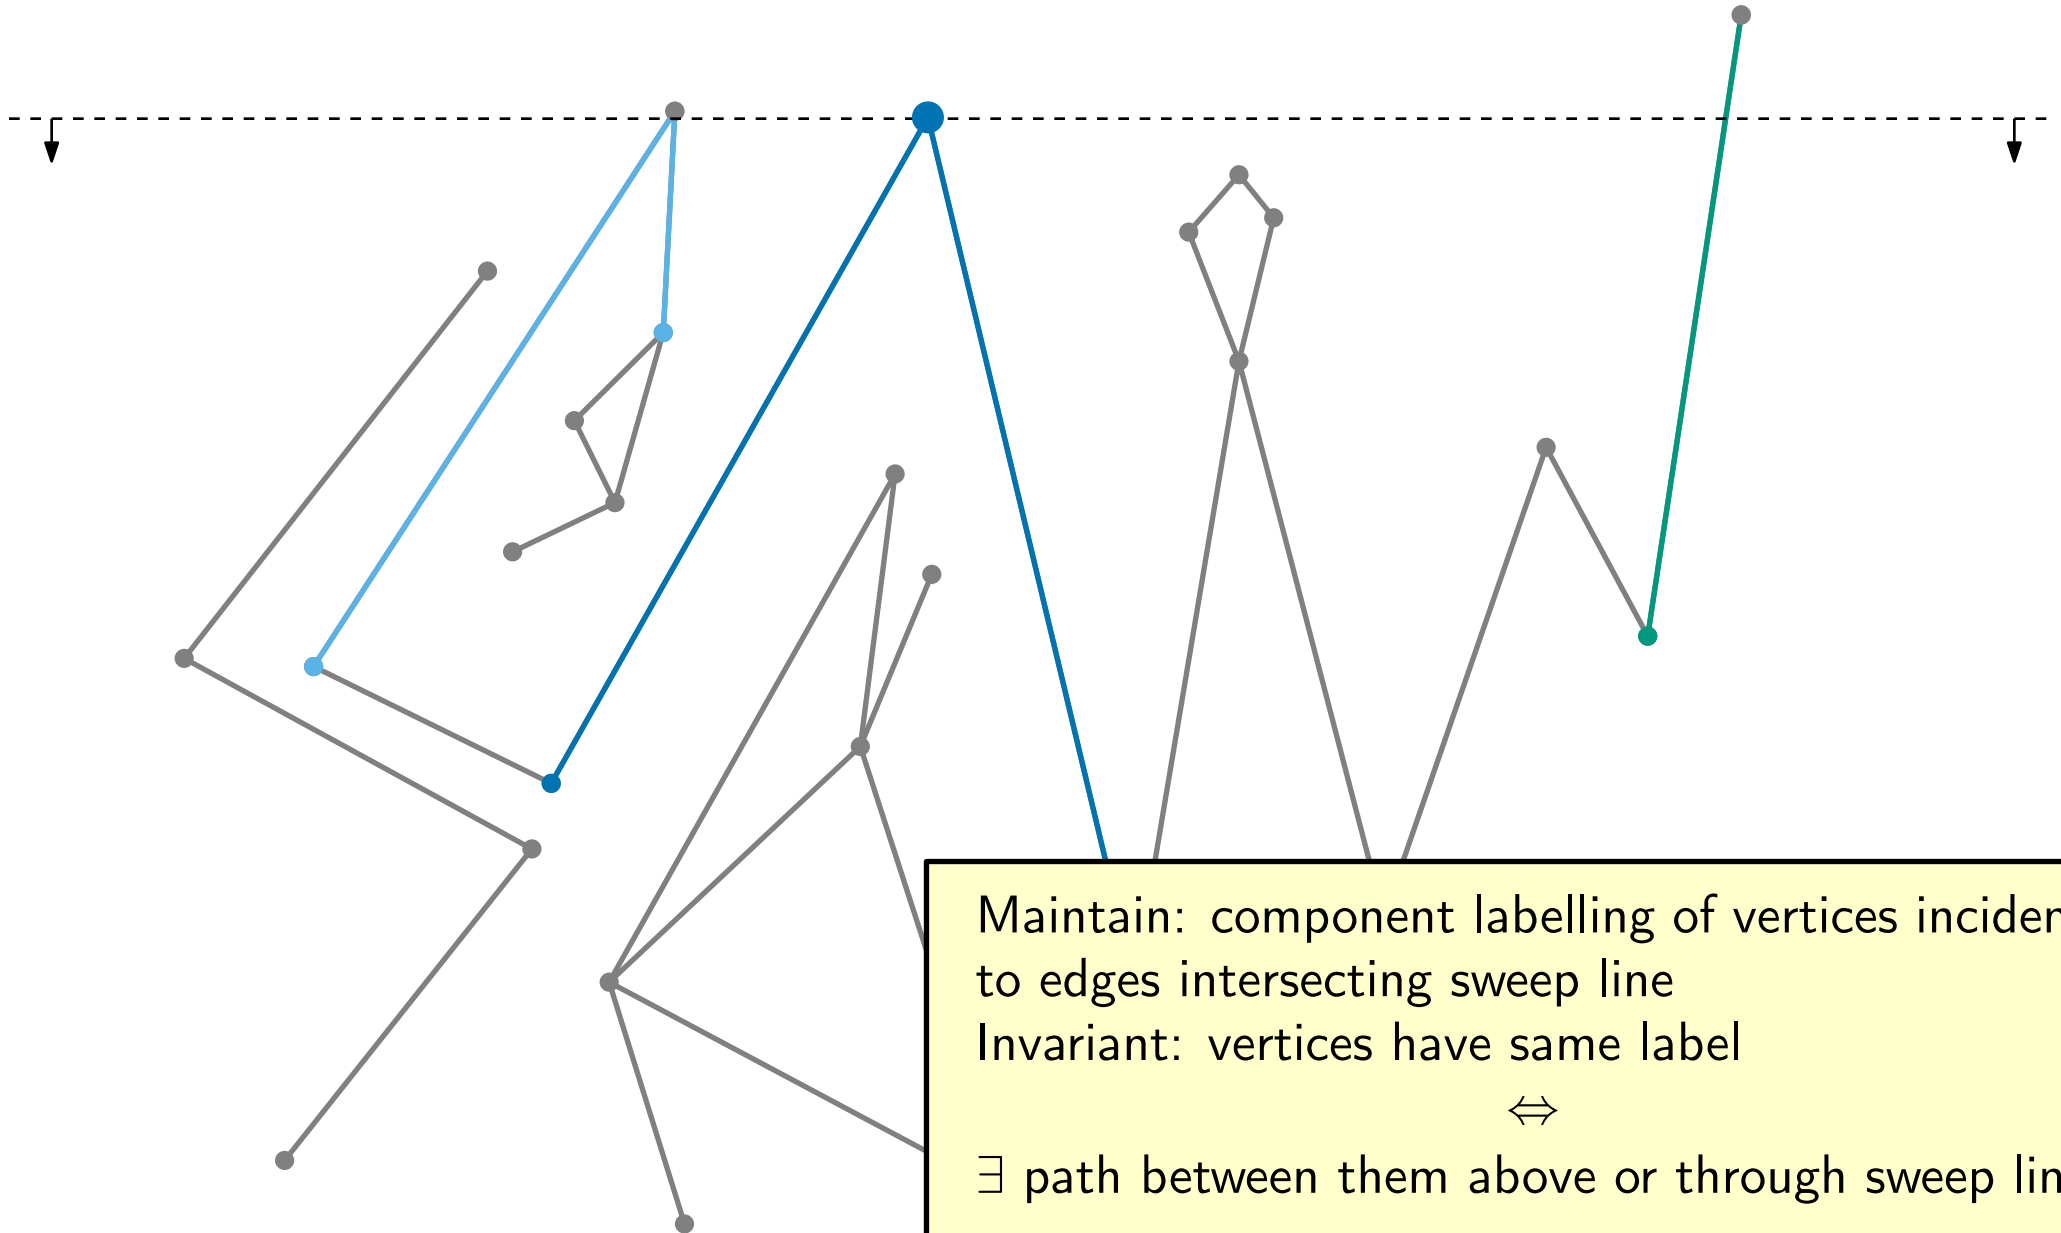 Maintain: component labelling of vertices inciden
to edges intersecting sweep line
Invariant: vertices have same label
⇔
∃ path between them above or through sweep lin